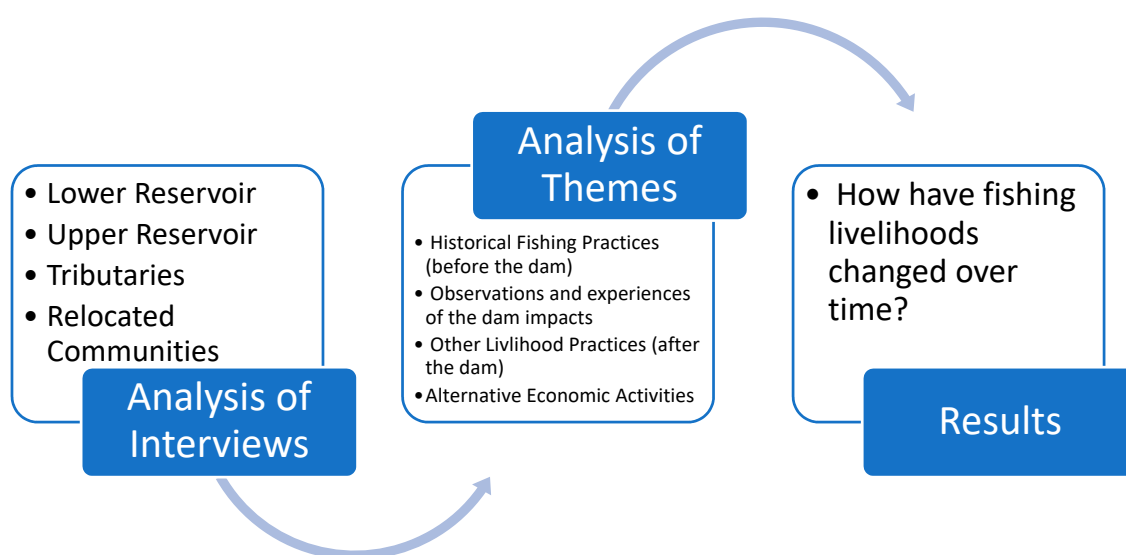 • Lower Reservoir
• Upper Reservoir
• Tributaries
• Relocated
Communities
Analysis of
Interviews
Analysis of
Themes
• Historical Fishing Practices
(before the dam)
• Observations and experiences
of the dam impacts
• Other Livlihood Practices (after
the dam)
•Alternative Economic Activities
• How have fishing
livelihoods
changed over
time?
Results